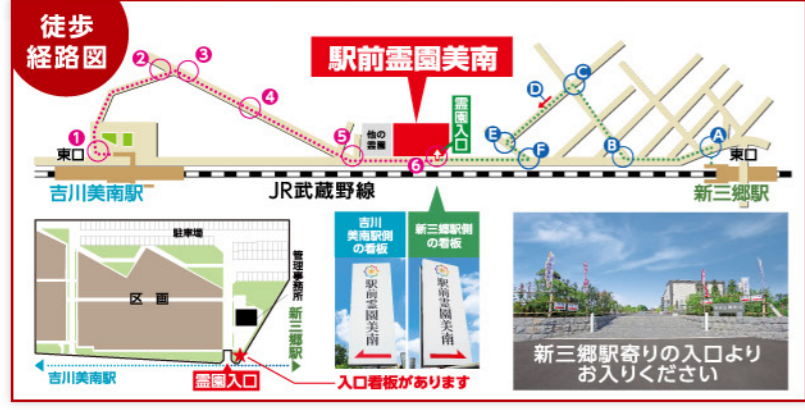 徒歩
経路図
駅前霊園美南
1
2
3
4
5
6
A
B
C
D
E
F
他の
霊園
霊園入口
東口
吉川美南駅
JR武蔵野線
東口
新三郷駅
駐車場
区画
管理事務所
新三郷駅
吉川美南駅
霊園入口
入口看板があります
吉川
美南駅側
の看板
新三郷駅側
の看板
駅前霊園美南
駅前霊園美南
新三郷駅寄りの入口より
お入りください